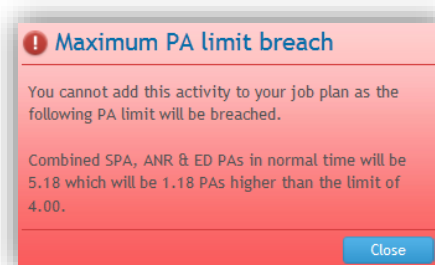 Maximum PA limit breach
You cannot add this activity to your job plan as the
following PA limit will be breached.
Combined SPA, ANR & ED PAs in normal time will be
5.18 which will be 1.18 PAs higher than the limit of
4.00.
Close